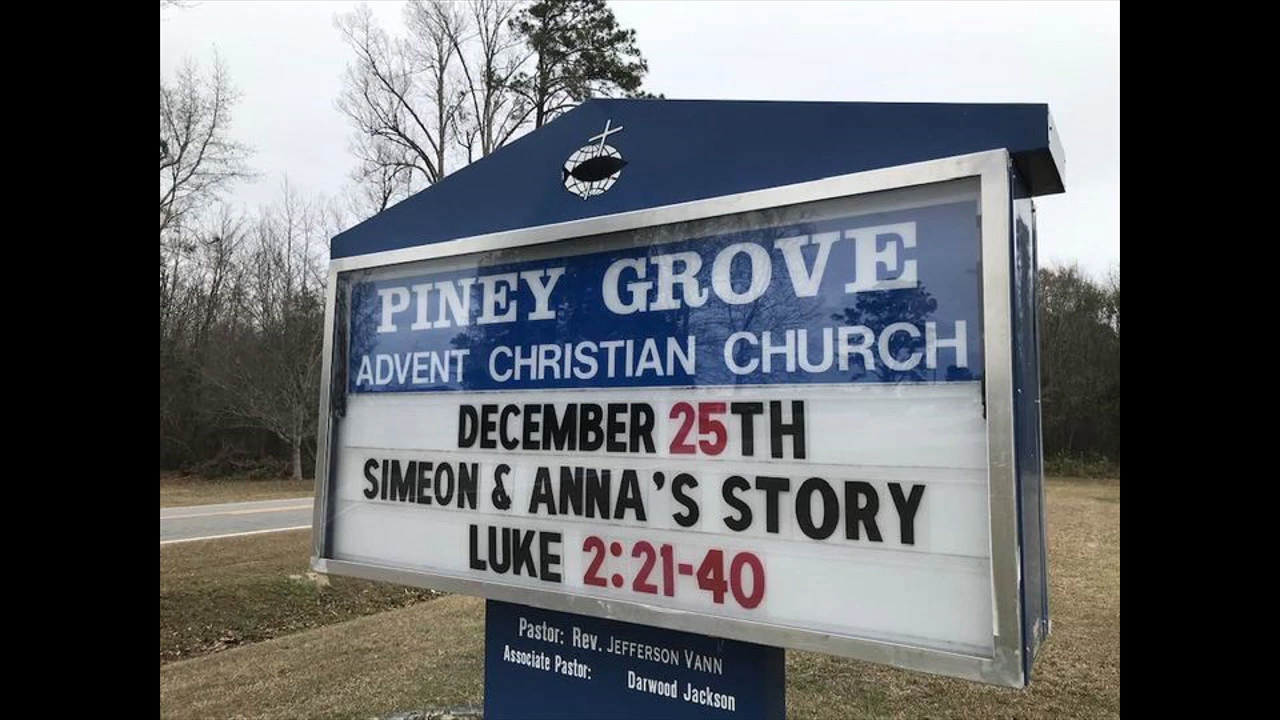 PINEY GROVE
ADVENT CHRISTIAN CHURCH
DECEMBER 25TH
SIMEON & ANNA'S STORY
LUKE 2:21-40
Pastor: Rev. JEFFERSON VANN
Associate Pastor: Darwood Jackson